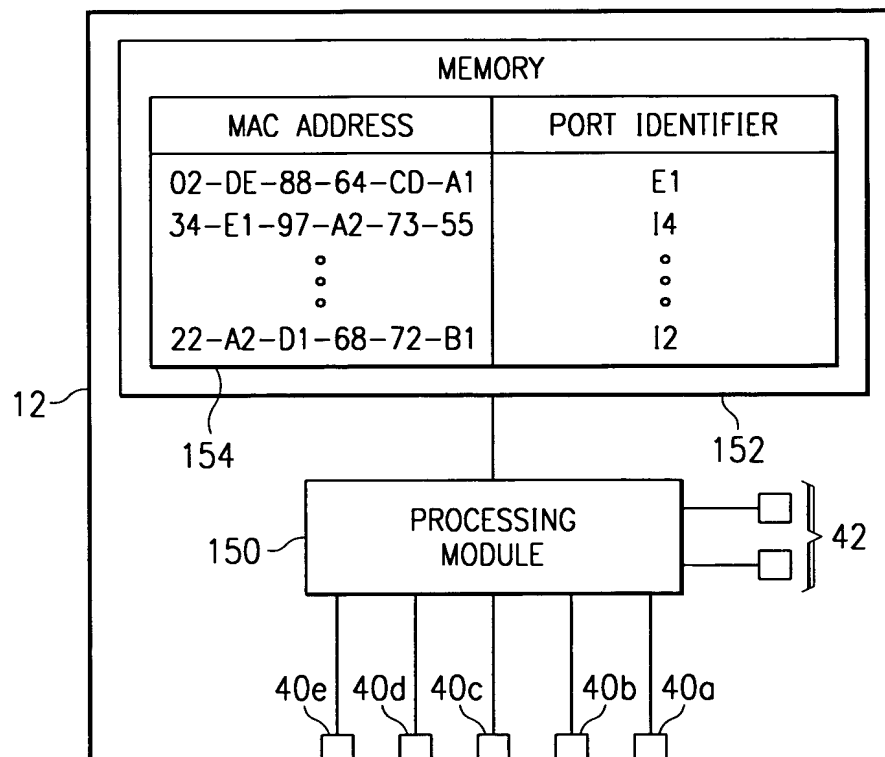 MEMORY
MAC ADDRESS PORT IDENTIFIER
02-DE-88-64-CD-A1 E1
34-E1-97-A2-73-55 I4
22-A2-D1-68-72-B1 I2
12
154 152
150 PROCESSING MODULE 42
40e 40d 40c 40b 40a